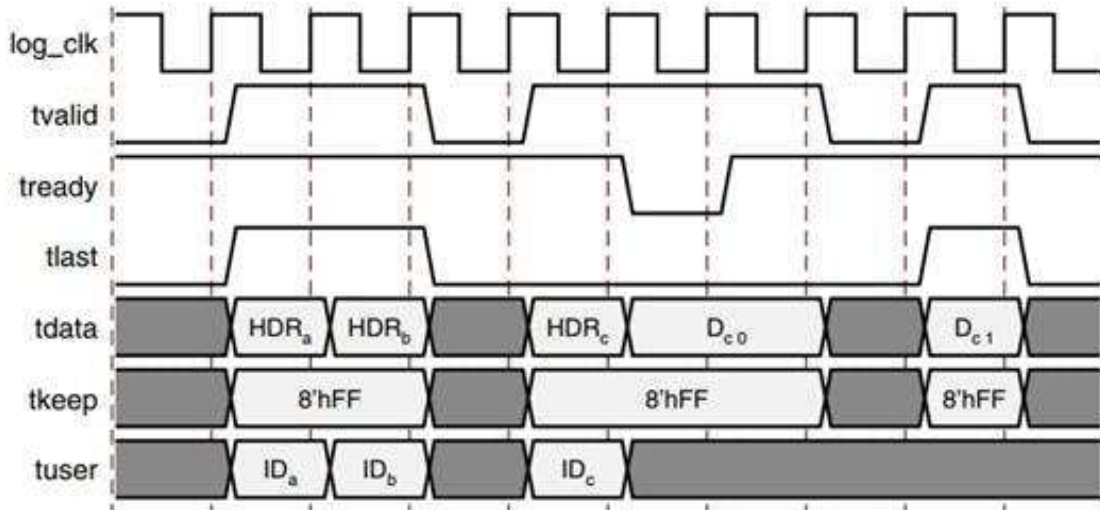 log_clk
tvalid
tready
tlast
tdata HDRa HDRb HDRc Dc 0 Dc 1
tkeep 8'hFF 8'hFF 8'hFF
tuser IDa IDb IDc